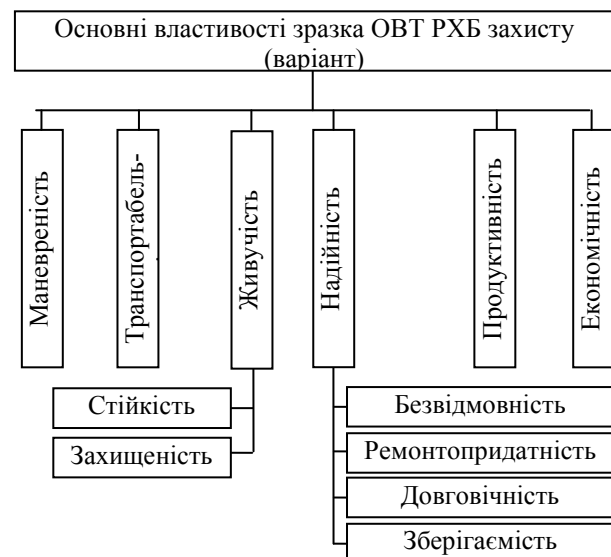 Основні властивості зразка ОВТ РХБ захисту
(варіант)
Маневреність
Транспортабель-
Живучість
Надійність
Продуктивність
Економічність
Стійкість
Захищеність
Безвідмовність
Ремонтопридатність
Довговічність
Зберігаємість